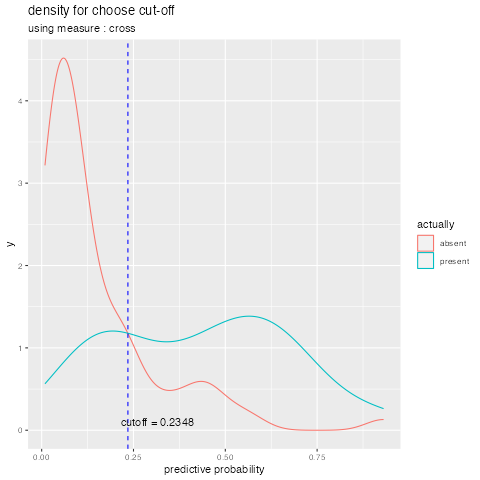 density for choose cut-off
using measure : cross
4
3
2
1
0
y
cutoff = 0.2348
0.00
0.25
0.50
0.75
predictive probability
actually
absent
present